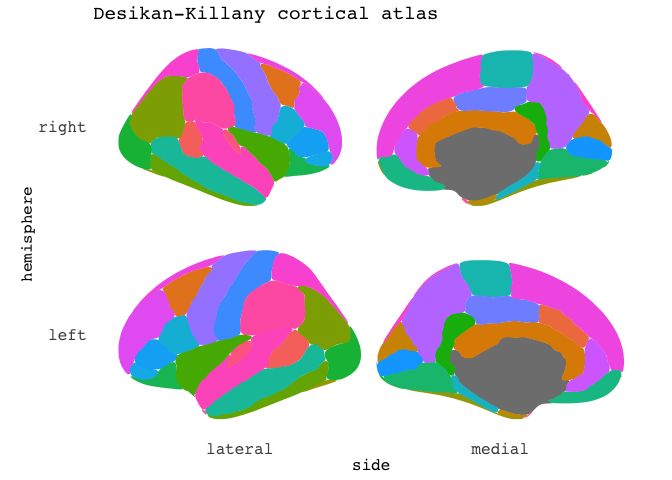 Desikan-Killany cortical atlas
right
hemisphere
left
lateral
medial
side